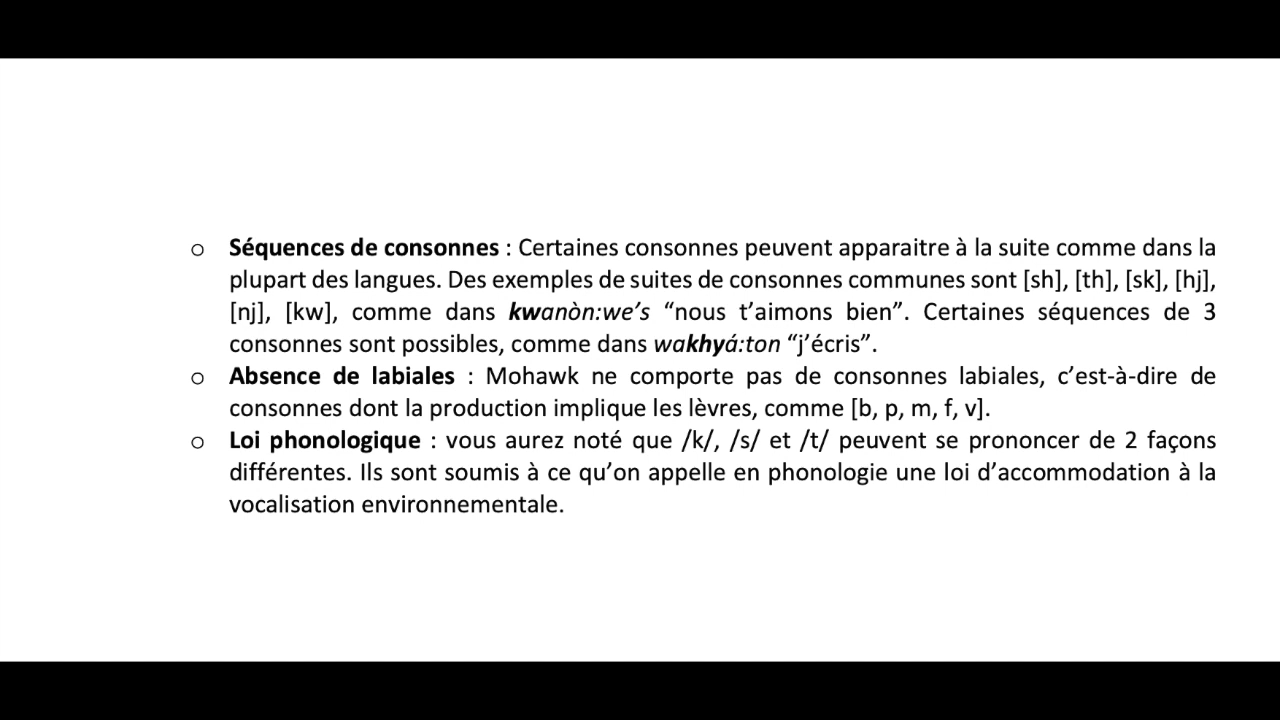 o Séquences de consonnes : Certaines consonnes peuvent apparaitre à la suite comme dans la
plupart des langues. Des exemples de suites de consonnes communes sont [sh], [th], [sk], [hj],
[nj], [kw], comme dans kwanòn:we’s “nous t’aimons bien”. Certaines séquences de 3
consonnes sont possibles, comme dans wakhyá:ton “j’écris”.
o Absence de labiales : Mohawk ne comporte pas de consonnes labiales, c’est-à-dire de
consonnes dont la production implique les lèvres, comme [b, p, m, f, v].
o Loi phonologique : vous aurez noté que /k/, /s/ et /t/ peuvent se prononcer de 2 façons
différentes. Ils sont soumis à ce qu’on appelle en phonologie une loi d’accommodation à la
vocalisation environnementale.